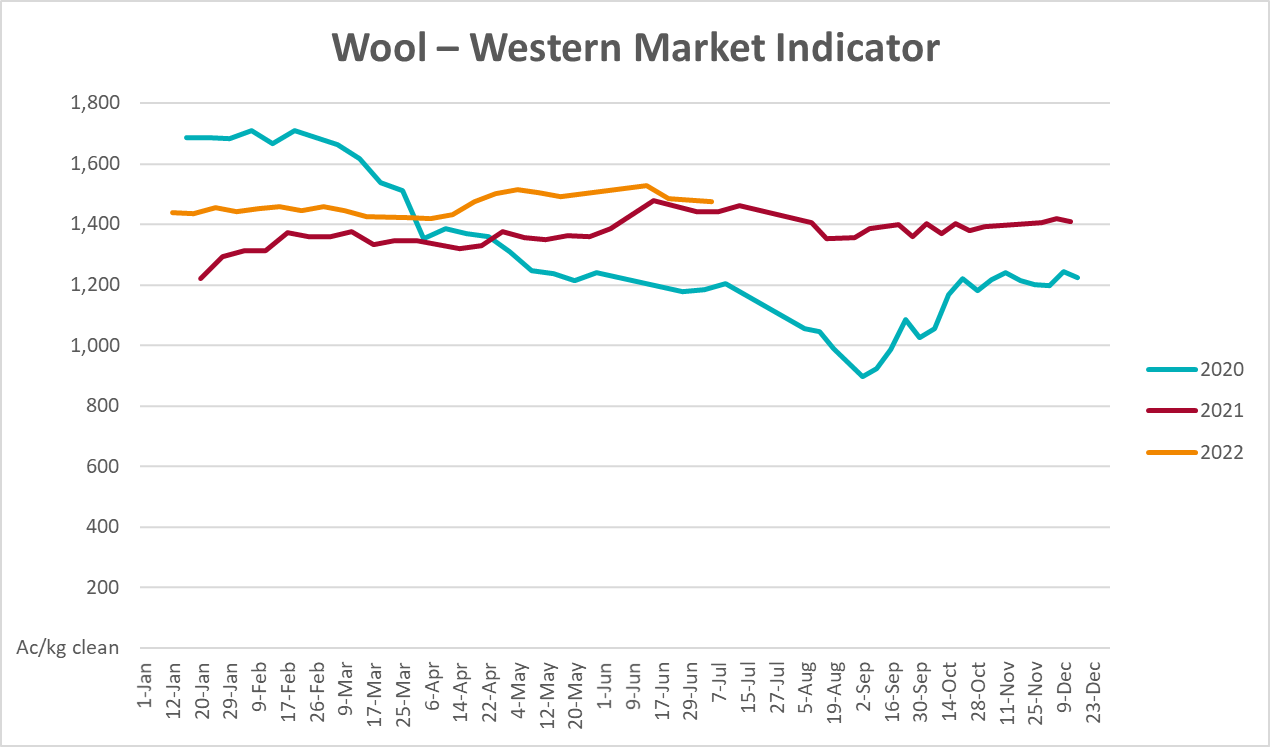 Wool – Western Market Indicator
1,800
1,600
1,400
1,200
1,000
800
600
400
200
Ac/kg clean
1-Jan
12-Jan
20-Jan
29-Jan
9-Feb
17-Feb
26-Feb
9-Mar
17-Mar
25-Mar
6-Apr
14-Apr
22-Apr
4-May
12-May
20-May
1-Jun
9-Jun
17-Jun
29-Jun
7-Jul
15-Jul
27-Jul
5-Aug
19-Aug
2-Sep
16-Sep
30-Sep
14-Oct
28-Oct
11-Nov
25-Nov
9-Dec
23-Dec
2020
2021
2022